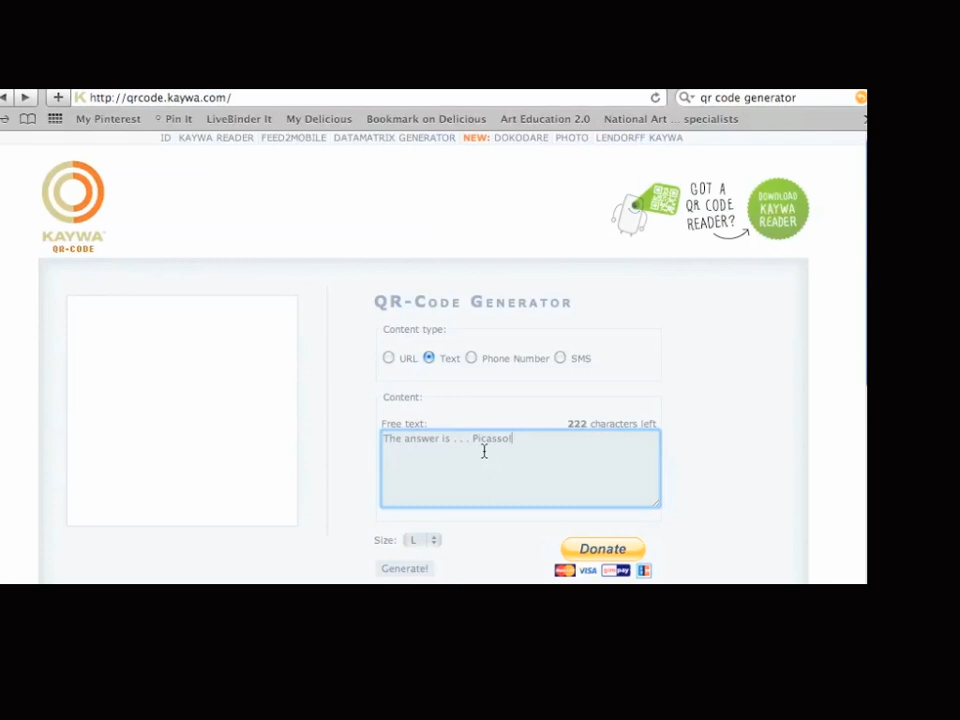 http://qrcode.kaywa.com/
qr code generator
My Pinterest Pin It LiveBinder It My Delicious Bookmark on Delicious Art Education 2.0 National Art ... specialists
ID KAYWA READER FEED2MOBILE DATAMATRIX GENERATOR NEW: DOKODARE PHOTO LENDORFF KAYWA
KAYWA
QR-CODE
GOT A
QR CODE
READER?
DOWNLOAD
KAYWA
READER
QR-CODE GENERATOR
Content type:
URL Text Phone Number SMS
Content:
Free text: 222 characters left
The answer is . . . Picasso!
Size: L
Generate!
Donate
VISA